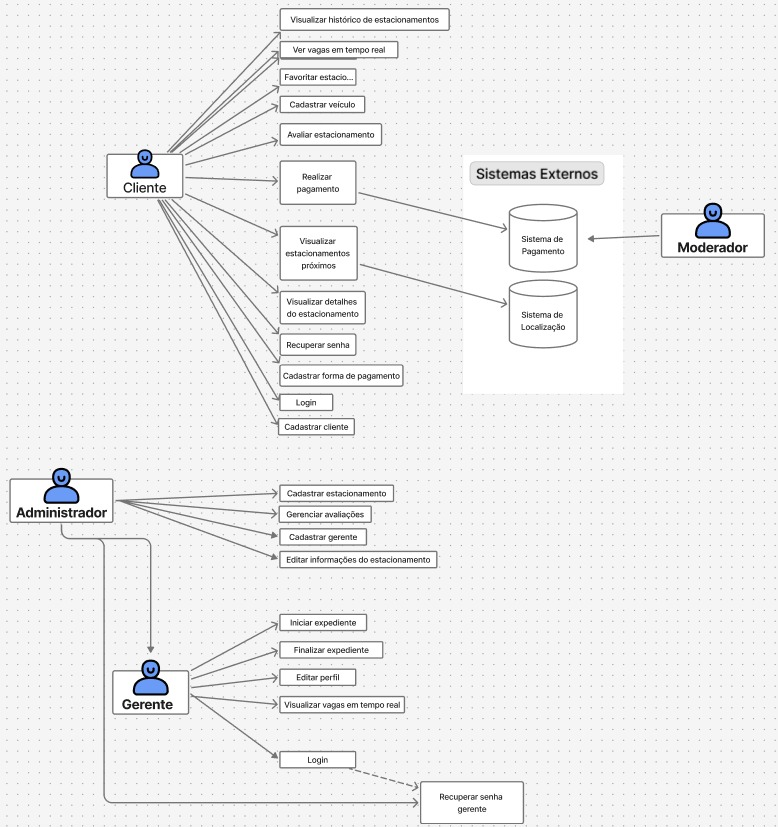 Visualizar histórico de estacionamentos
Ver vagas em tempo real
Favoritar estacio...
Cadastrar veículo
Avaliar estacionamento
Cliente
Realizar
pagamento
Visualizar
estacionamentos
próximos
Visualizar detalhes
do estacionamento
Recuperar senha
Cadastrar forma de pagamento
Login
Cadastrar cliente
Sistemas Externos
Sistema de
Pagamento
Sistema de
Localização
Moderador
Administrador
Cadastrar estacionamento
Gerenciar avaliações
Cadastrar gerente
Editar informações do estacionamento
Gerente
Iniciar expediente
Finalizar expediente
Editar perfil
Visualizar vagas em tempo real
Login
Recuperar senha
gerente